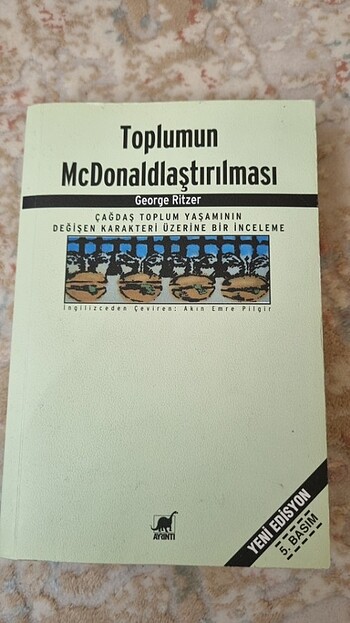 Toplumun
McDonaldlaştırılması
George Ritzer
ÇAĞDAŞ TOPLUM YAŞAMININ
DEĞİŞEN KARAKTERİ ÜZERİNE BİR İNCELEME
İngilizceden Çeviren: Akın Emre Pilgir
YENİ EDİSYON
5. BASIM
AYRINTI